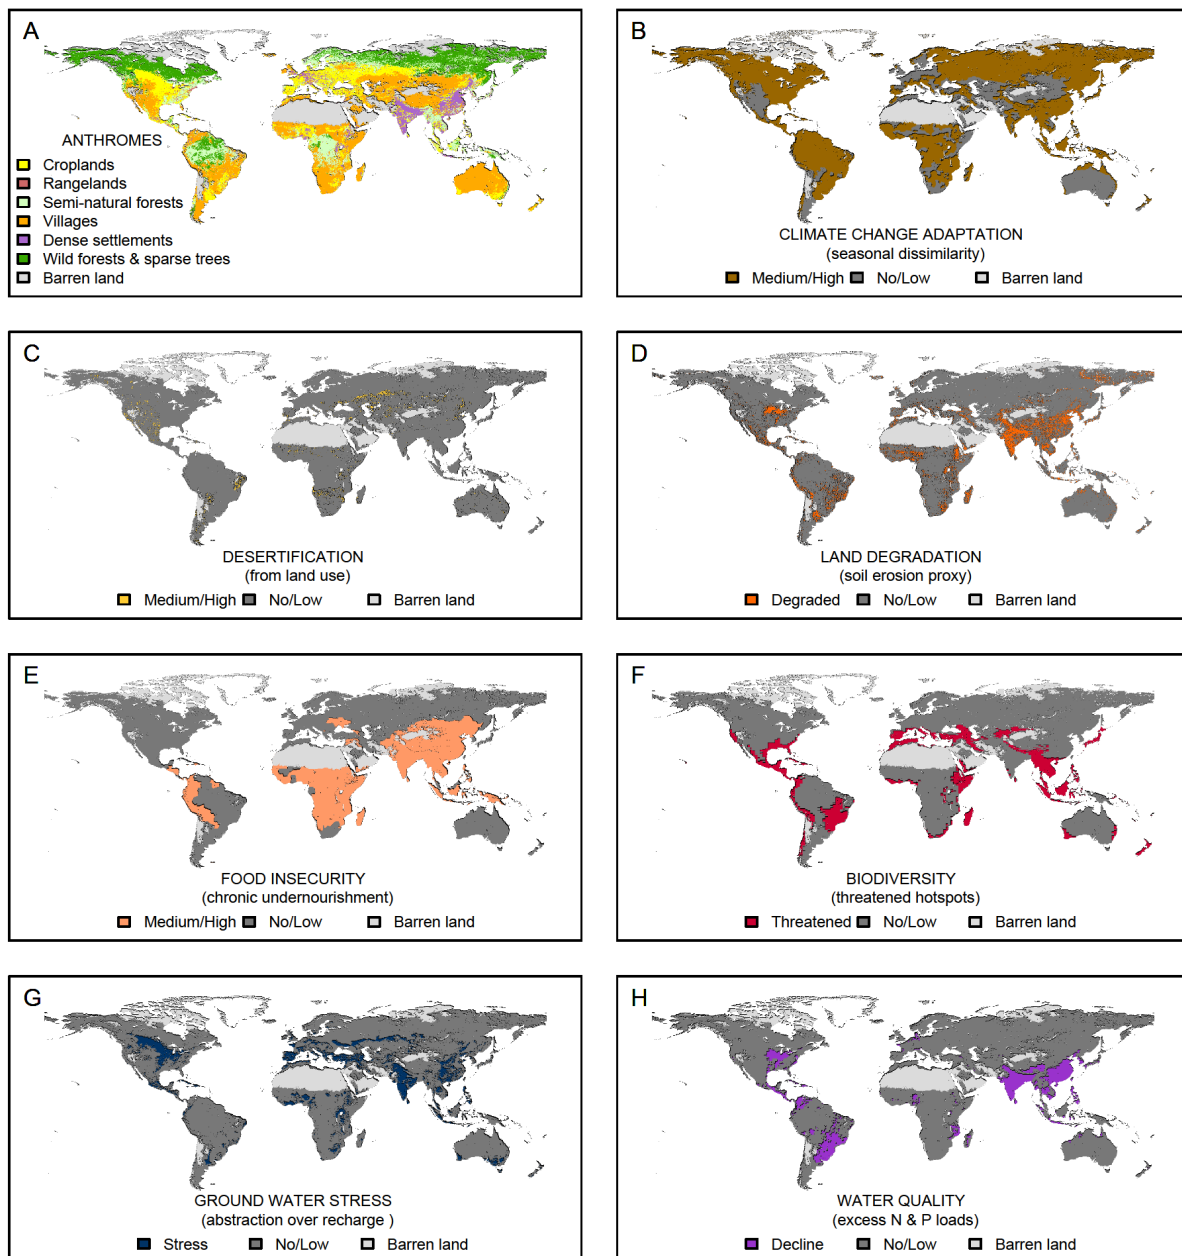 A
ANTHROMES
Croplands
Rangelands
Semi-natural forests
Villages
Dense settlements
Wild forests & sparse trees
Barren land
B
CLIMATE CHANGE ADAPTATION
(seasonal dissimilarity)
Medium/High No/Low Barren land
C
DESERTIFICATION
(from land use)
Medium/High No/Low Barren land
D
LAND DEGRADATION
(soil erosion proxy)
Degraded No/Low Barren land
E
FOOD INSECURITY
(chronic undernourishment)
Medium/High No/Low Barren land
F
BIODIVERSITY
(threatened hotspots)
Threatened No/Low Barren land
G
GROUND WATER STRESS
(abstraction over recharge )
Stress No/Low Barren land
H
WATER QUALITY
(excess N & P loads)
Decline No/Low Barren land